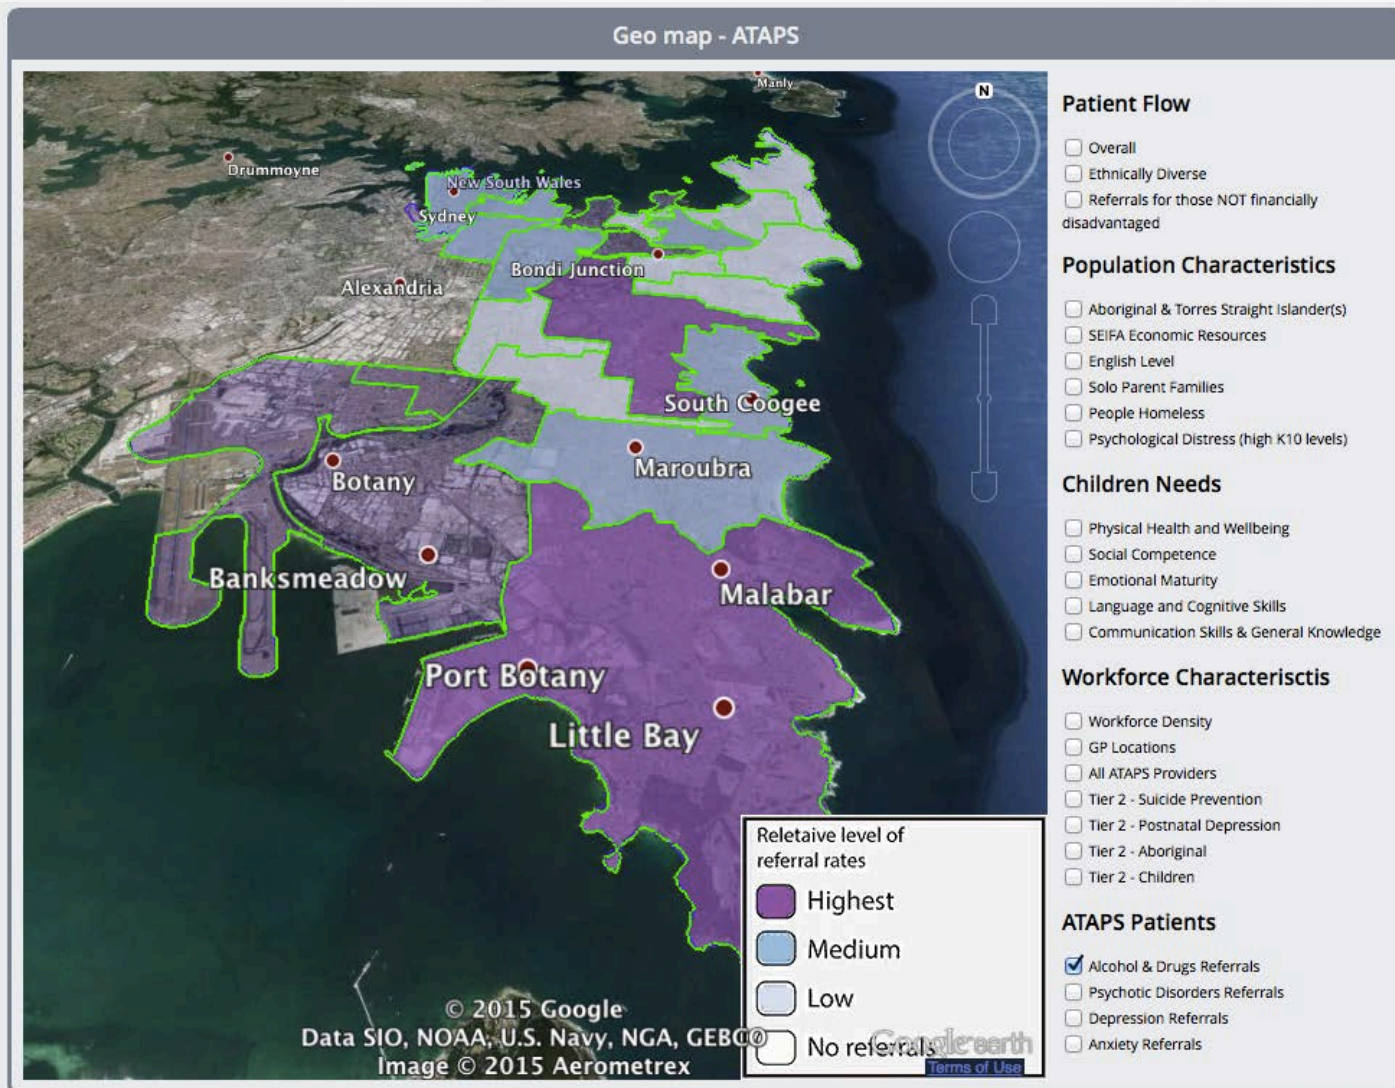 Geo map - ATAPS
Manly
N
Drummoyne
New South Wales
Sydney
Bondi Junction
Alexandria
South Coogee
Maroubra
Botany
Banksmeadow
Malabar
Port Botany
Little Bay
Reletaive level of
referral rates
Highest
Medium
Low
No referrals
© 2015 Google
Data SIO, NOAA, U.S. Navy, NGA, GEBCO
Image © 2015 Aerometrex
Google earth
Terms of Use
Patient Flow
Overall
Ethnically Diverse
Referrals for those NOT financially
disadvantaged
Population Characteristics
Aboriginal & Torres Straight Islander(s)
SEIFA Economic Resources
English Level
Solo Parent Families
People Homeless
Psychological Distress (high K10 levels)
Children Needs
Physical Health and Wellbeing
Social Competence
Emotional Maturity
Language and Cognitive Skills
Communication Skills & General Knowledge
Workforce Characterisctis
Workforce Density
GP Locations
All ATAPS Providers
Tier 2 - Suicide Prevention
Tier 2 - Postnatal Depression
Tier 2 - Aboriginal
Tier 2 - Children
ATAPS Patients
Alcohol & Drugs Referrals
Psychotic Disorders Referrals
Depression Referrals
Anxiety Referrals